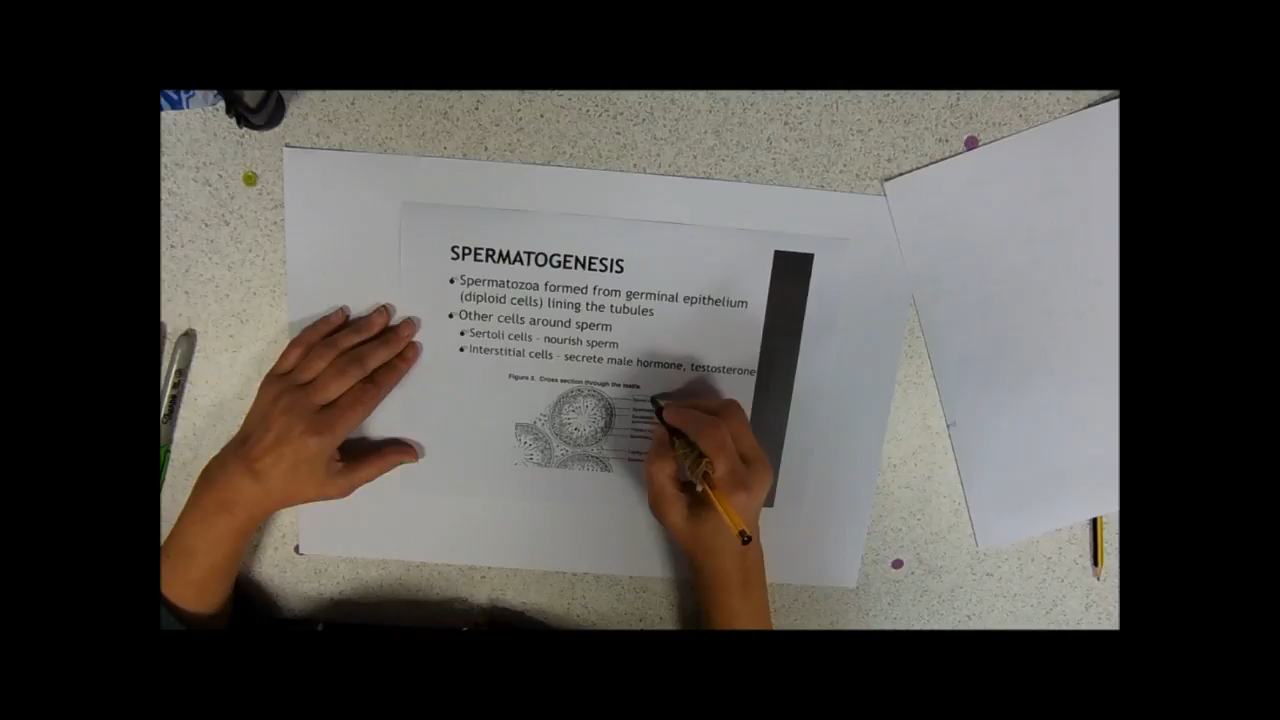 SPERMATOGENESIS
Spermatozoa formed from germinal epithelium
(diploid cells) lining the tubules
Other cells around sperm
Sertoli cells - nourish sperm
Interstitial cells - secrete male hormone, testosterone
Figure 3. Cross section through the testis.